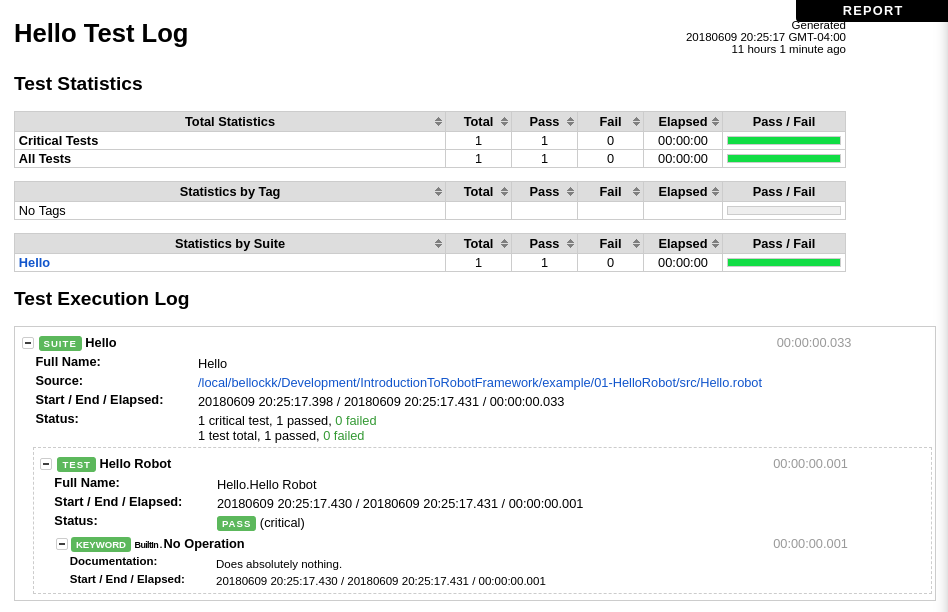 REPORT
Hello Test Log
Generated
20180609 20:25:17 GMT-04:00
11 hours 1 minute ago
Test Statistics
Total Statistics Total Pass Fail Elapsed Pass / Fail
Critical Tests 1 1 0 00:00:00
All Tests 1 1 0 00:00:00
Statistics by Tag Total Pass Fail Elapsed Pass / Fail
No Tags
Statistics by Suite Total Pass Fail Elapsed Pass / Fail
Hello 1 1 0 00:00:00
Test Execution Log
SUITE Hello 00:00:00.033
Full Name: Hello
Source: /local/bellockk/Development/IntroductionToRobotFramework/example/01-HelloRobot/src/Hello.robot
Start / End / Elapsed: 20180609 20:25:17.398 / 20180609 20:25:17.431 / 00:00:00.033
Status: 1 critical test, 1 passed, 0 failed
1 test total, 1 passed, 0 failed
TEST Hello Robot 00:00:00.001
Full Name: Hello.Hello Robot
Start / End / Elapsed: 20180609 20:25:17.430 / 20180609 20:25:17.431 / 00:00:00.001
Status: PASS (critical)
KEYWORD BuiltIn.No Operation 00:00:00.001
Documentation: Does absolutely nothing.
Start / End / Elapsed: 20180609 20:25:17.430 / 20180609 20:25:17.431 / 00:00:00.001